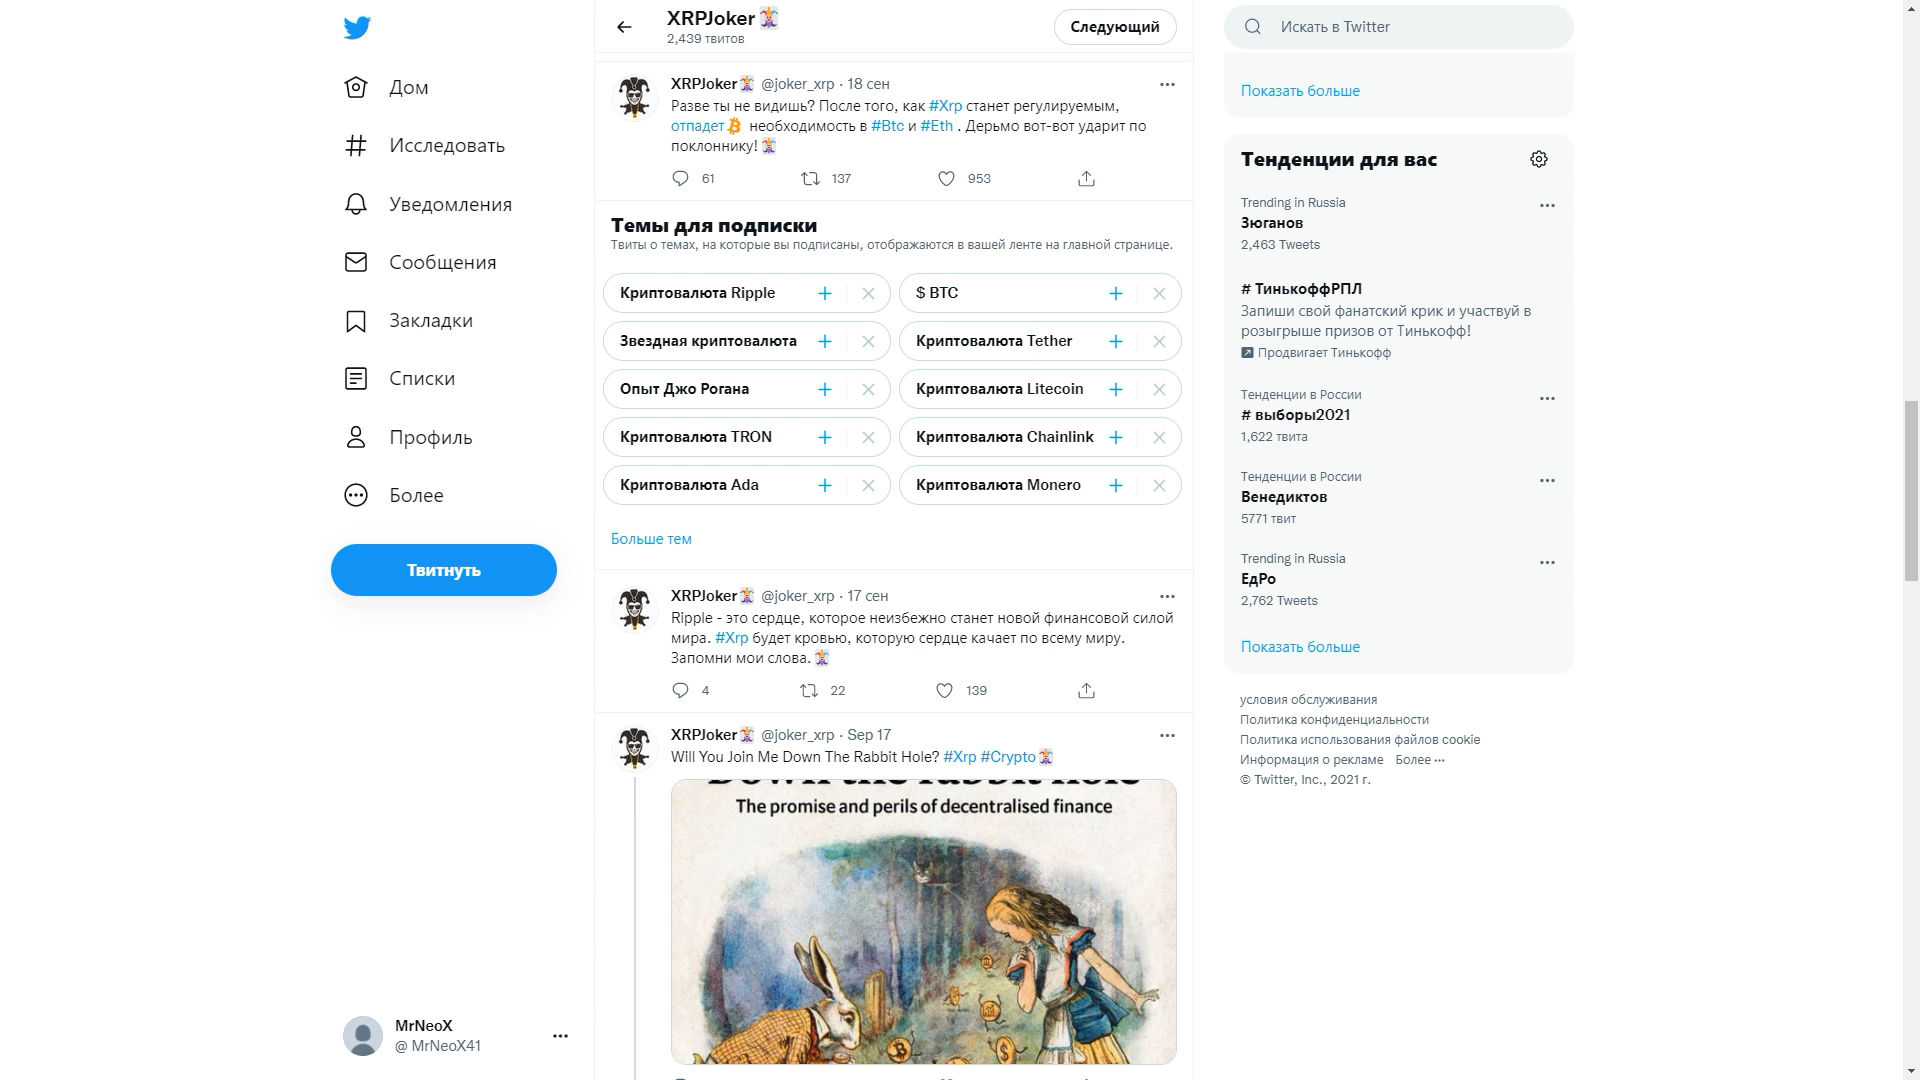 Дом
Исследовать
Уведомления
Сообщения
Закладки
Списки
Профиль
Более
Твитнуть
MrNeoX
@ MrNeoX41
XRPJoker
2,439 твитов
Следующий
XRPJoker @joker_xrp · 18 сен
Разве ты не видишь? После того, как #Xrp станет регулируемым,
отпадет необходимость в #Btc и #Eth . Дерьмо вот-вот ударит по
поклоннику!
61 137 953
Темы для подписки
Твиты о темах, на которые вы подписаны, отображаются в вашей ленте на главной странице.
Криптовалюта Ripple
$ BTC
Звездная криптовалюта
Криптовалюта Tether
Опыт Джо Рогана
Криптовалюта Litecoin
Криптовалюта TRON
Криптовалюта Chainlink
Криптовалюта Ada
Криптовалюта Monero
Больше тем
XRPJoker @joker_xrp · 17 сен
Ripple - это сердце, которое неизбежно станет новой финансовой силой
мира. #Xrp будет кровью, которую сердце качает по всему миру.
Запомни мои слова.
4 22 139
XRPJoker @joker_xrp · Sep 17
Will You Join Me Down The Rabbit Hole? #Xrp #Crypto
Down the rabbit hole
The promise and perils of decentralised finance
Искать в Twitter
Показать больше
Тенденции для вас
Trending in Russia
Зюганов
2,463 Tweets
# ТинькоффРПЛ
Запиши свой фанатский крик и участвуй в
розыгрыше призов от Тинькофф!
Продвигает Тинькофф
Тенденции в России
# выборы2021
1,622 твита
Тенденции в России
Венедиктов
5771 твит
Trending in Russia
ЕдРо
2,762 Tweets
Показать больше
условия обслуживания
Политика конфиденциальности
Политика использования файлов cookie
Информация о рекламе Более ···
© Twitter, Inc., 2021 г.